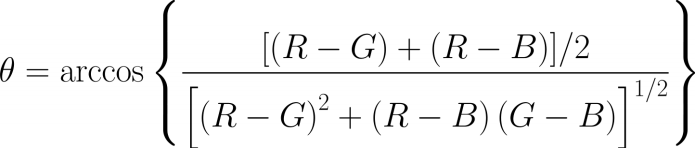 θ = arccos { [(R − G) + (R − B)]/2 / [(R − G)² + (R − B) (G − B)]^{1/2} }